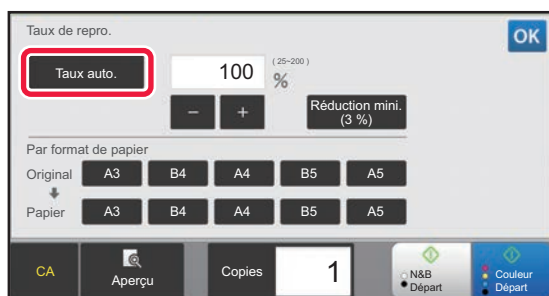 Taux de repro.
OK
Taux auto.
100
(25~200)
%
－
＋
Réduction mini.
(3 %)
Par format de papier
Original
A3
B4
A4
B5
A5
Papier
A3
B4
A4
B5
A5
CA
Aperçu
Copies
1
N&B
Départ
Couleur
Départ